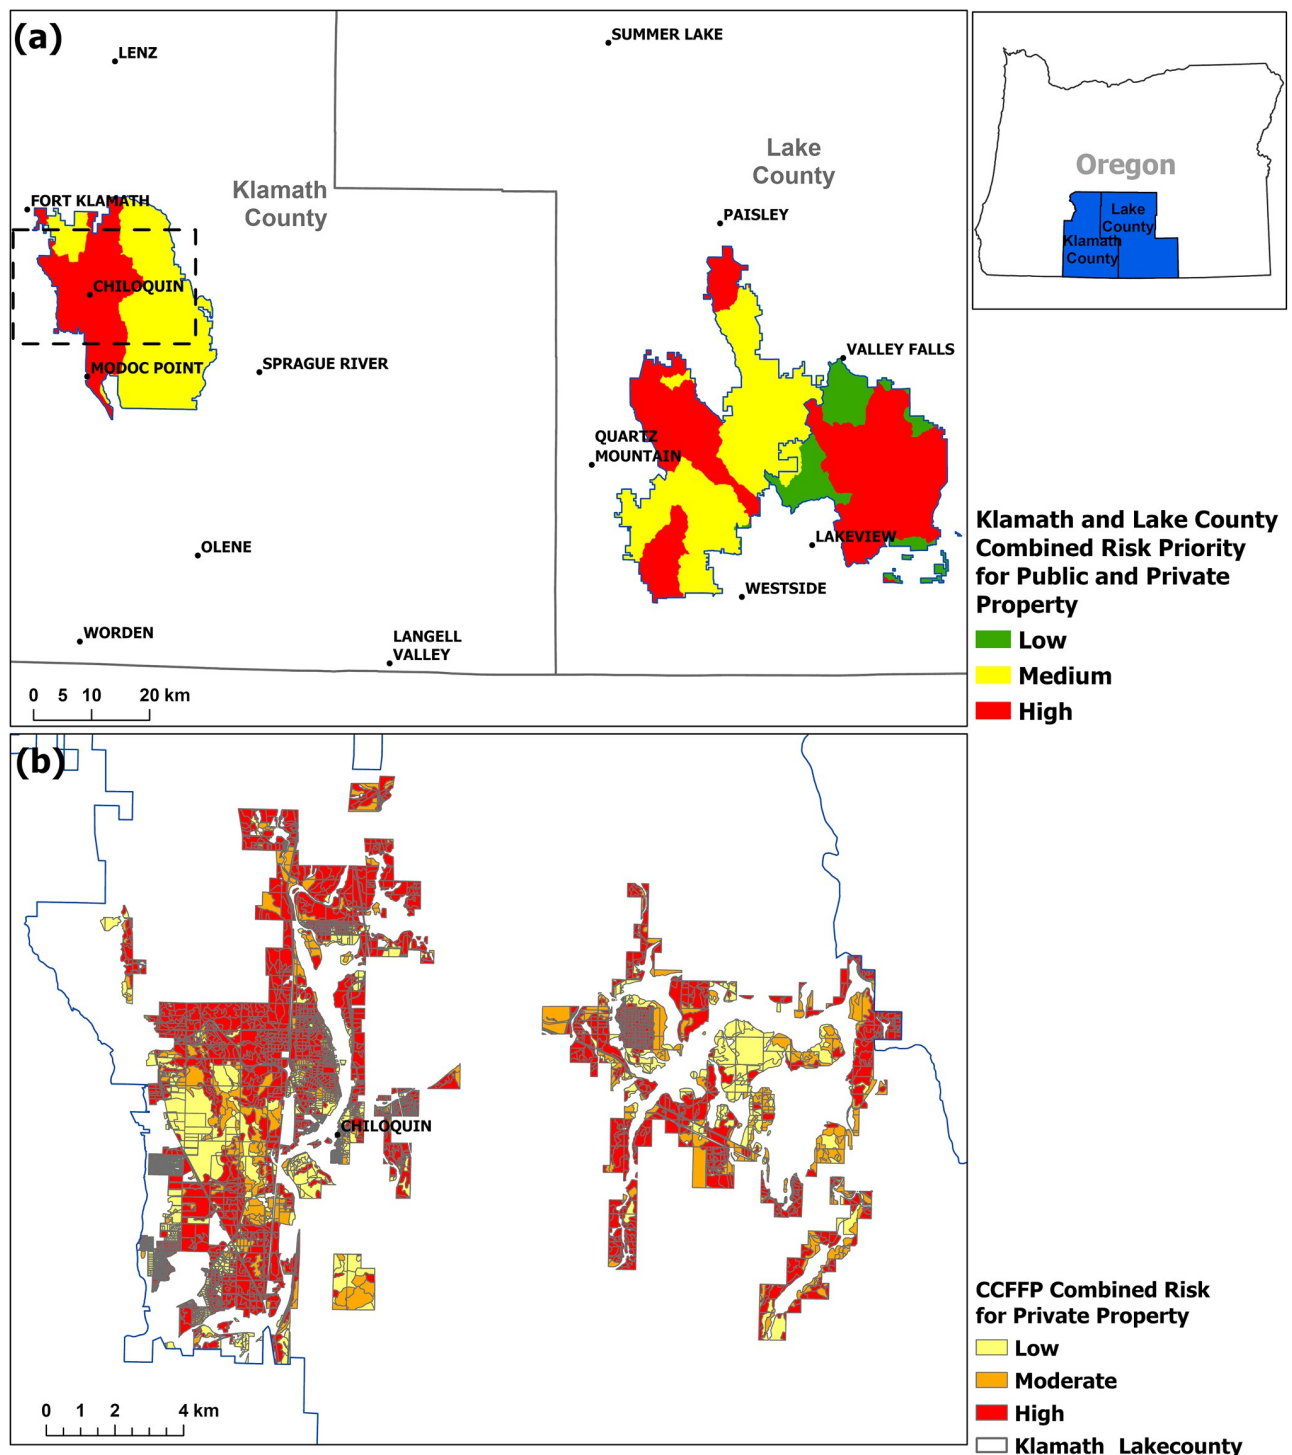 (a)
LENZ
SUMMER LAKE
Lake
County
Klamath
County
FORT KLAMATH
PAISLEY
CHILOQUIN
VALLEY FALLS
MODOC POINT
SPRAGUE RIVER
QUARTZ
MOUNTAIN
LAKEVIEW
OLENE
WESTSIDE
WORDEN
LANGELL
VALLEY
0 5 10 20 km
Oregon
Lake
County
Klamath
County
Klamath and Lake County
Combined Risk Priority
for Public and Private
Property
Low
Medium
High
(b)
CHILOQUIN
0 1 2 4 km
CCFFP Combined Risk
for Private Property
Low
Moderate
High
Klamath_Lakecounty